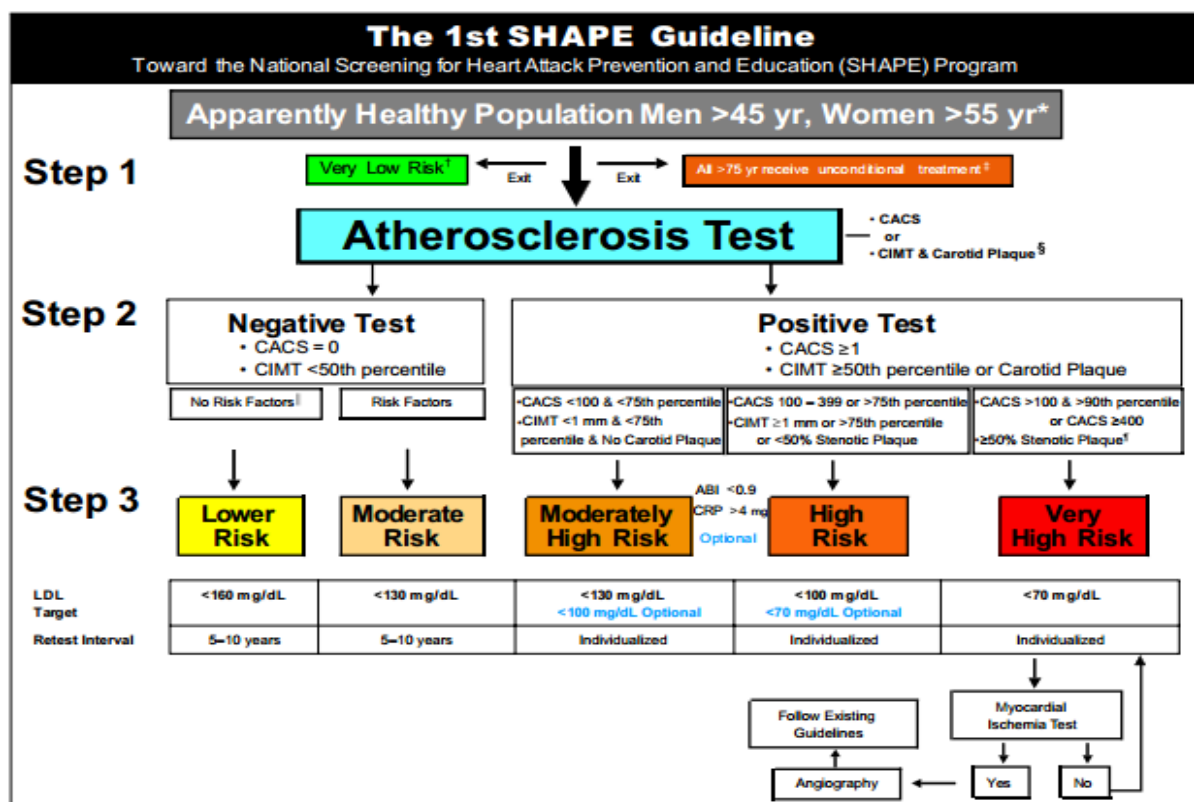 The 1st SHAPE Guideline
Toward the National Screening for Heart Attack Prevention and Education (SHAPE) Program
Apparently Healthy Population Men >45 yr, Women >55 yr*
Step 1
Very Low Risk†
Exit
Exit
All >75 yr receive unconditional treatment‡
Atherosclerosis Test
• CACS
or
• CIMT & Carotid Plaque§
Step 2
Negative Test
• CACS = 0
• CIMT <50th percentile
Positive Test
• CACS ≥1
• CIMT ≥50th percentile or Carotid Plaque
No Risk Factors||
Risk Factors
•CACS <100 & <75th percentile
•CIMT <1 mm & <75th
percentile & No Carotid Plaque
•CACS 100 – 399 or >75th percentile
•CIMT ≥1 mm or >75th percentile
or <50% Stenotic Plaque
•CACS >100 & >90th percentile
or CACS ≥400
•≥50% Stenotic Plaque¶
Step 3
Lower
Risk
Moderate
Risk
Moderately
High Risk
ABI <0.9
CRP >4 mg
Optional
High
Risk
Very
High Risk
LDL
Target
<160 mg/dL
<130 mg/dL
<130 mg/dL
<100 mg/dL Optional
<100 mg/dL
<70 mg/dL Optional
<70 mg/dL
Retest Interval
5–10 years
5–10 years
Individualized
Individualized
Individualized
Myocardial
Ischemia Test
Follow Existing
Guidelines
Angiography
Yes
No